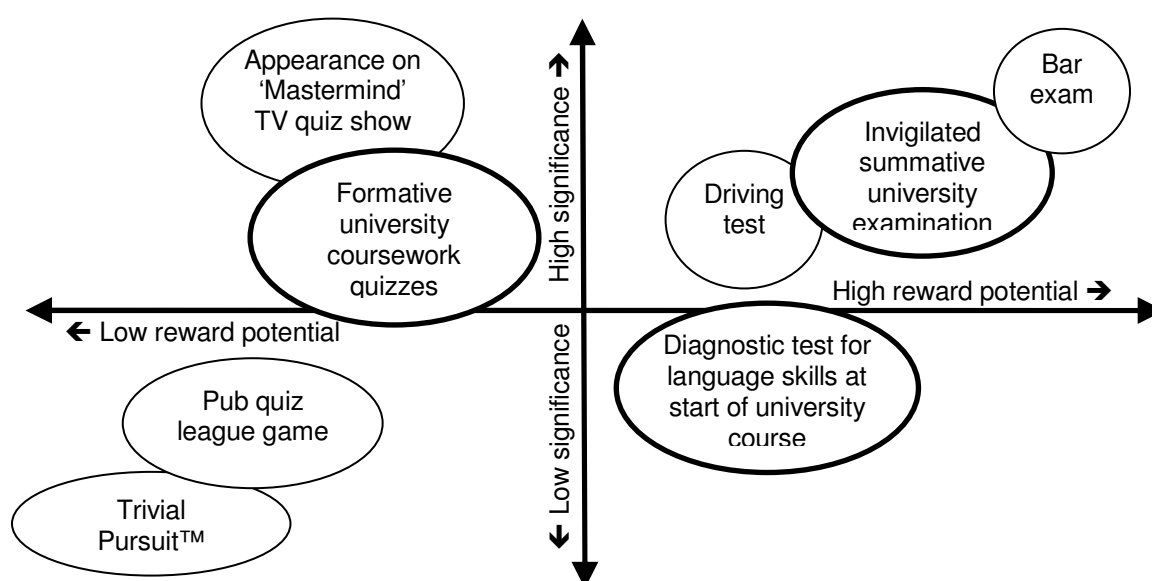 Appearance on
‘Mastermind’
TV quiz show
Formative
university
coursework
quizzes
High significance →
Driving
test
Invigilated
summative
university
examination
Bar
exam
High reward potential →
← Low reward potential
← Low significance
Diagnostic test for
language skills at
start of university
course
Pub quiz
league game
Trivial
Pursuit™